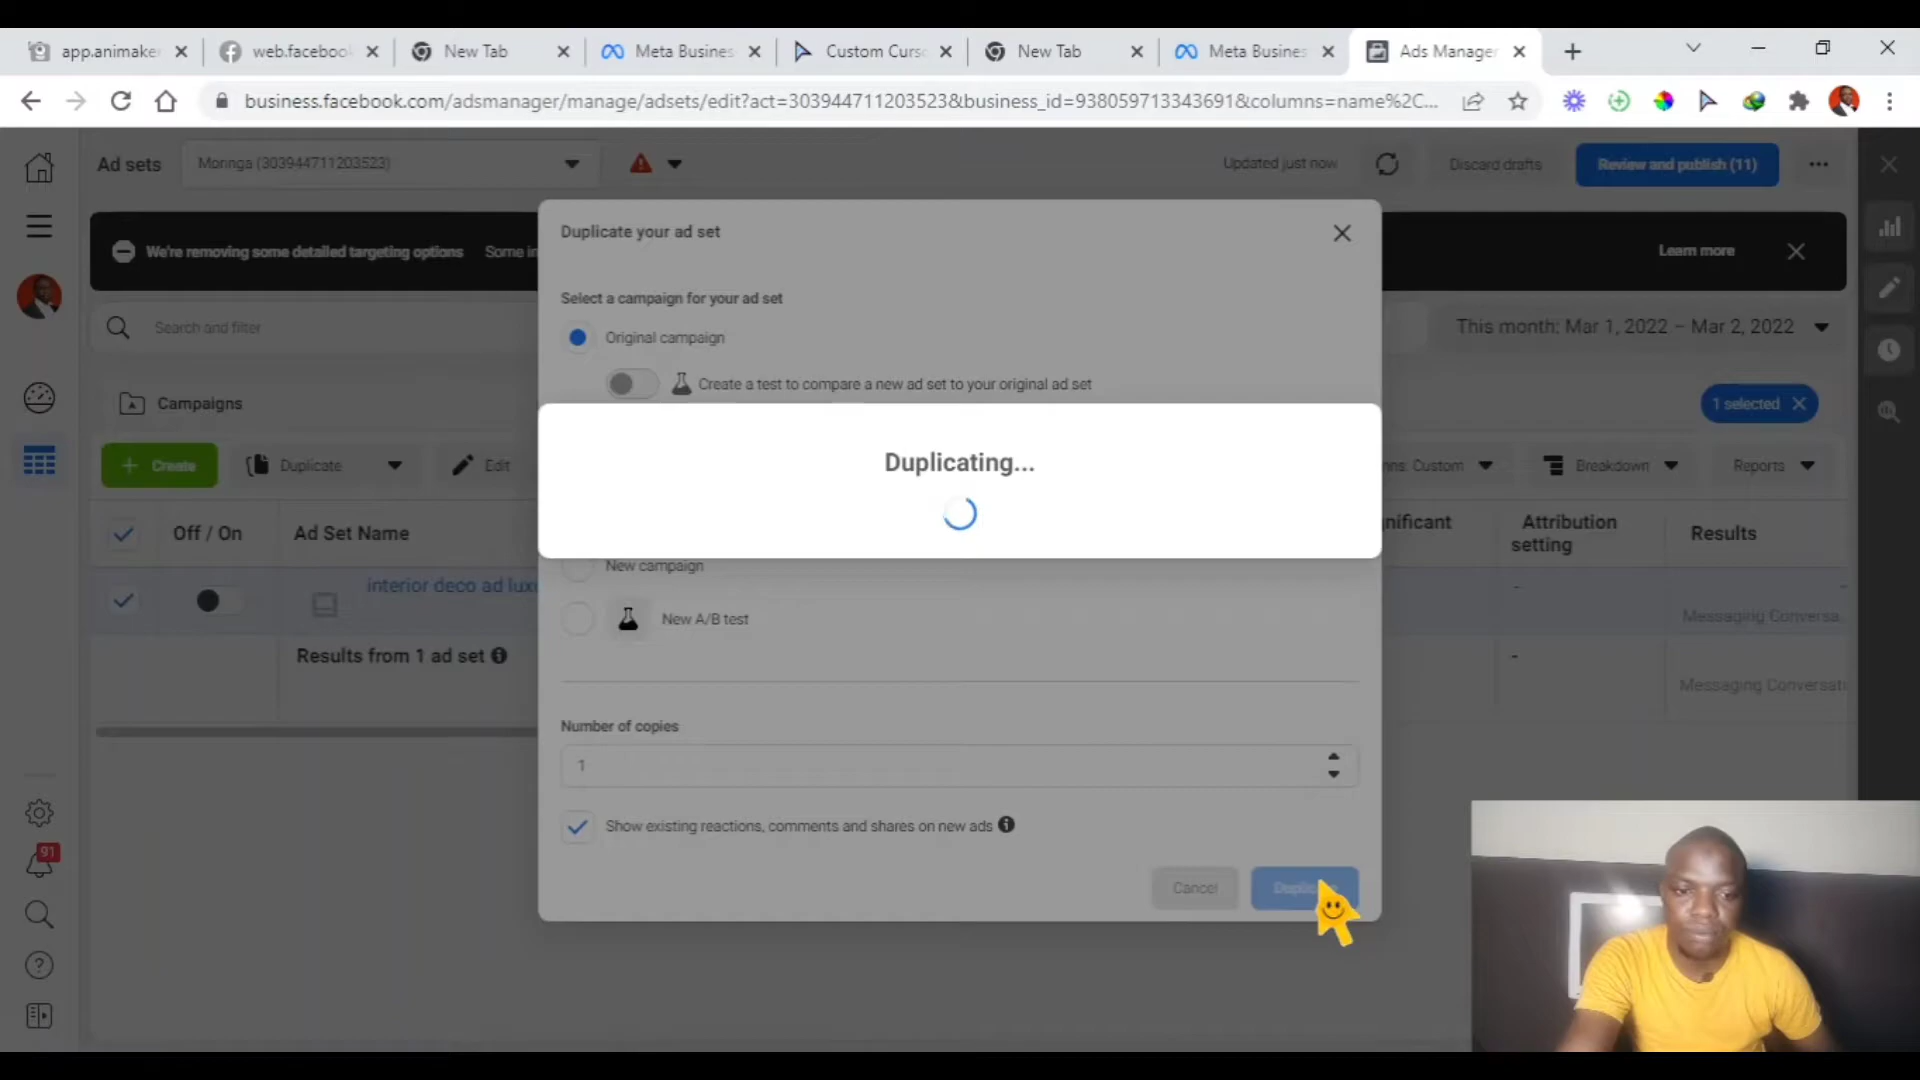 app.animake
web.faceboo
New Tab
Meta Busines
Custom Curs
New Tab
Meta Busines
Ads Manager
business.facebook.com/adsmanager/manage/adsets/edit?act=303944711203523&business_id=938059713343691&columns=name%2C...
Ad sets
Moringa (303944711203523)
Updated just now
Discard drafts
Review and publish (11)
Duplicate your ad set
We're removing some detailed targeting options Some in
Learn more
Select a campaign for your ad set
Search and filter
Original campaign
This month: Mar 1, 2022 – Mar 2, 2022
Create a test to compare a new ad set to your original ad set
Campaigns
1 selected
Duplicating...
+ Create
Duplicate
Edit
ns: Custom
Breakdown
Reports
Off / On
Ad Set Name
nificant
Attribution
setting
Results
New campaign
interior deco ad luxu
-
-
New A/B test
Messaging Conversa...
Results from 1 ad set
-
Messaging Conversati
Number of copies
1
Show existing reactions, comments and shares on new ads
91
Cancel